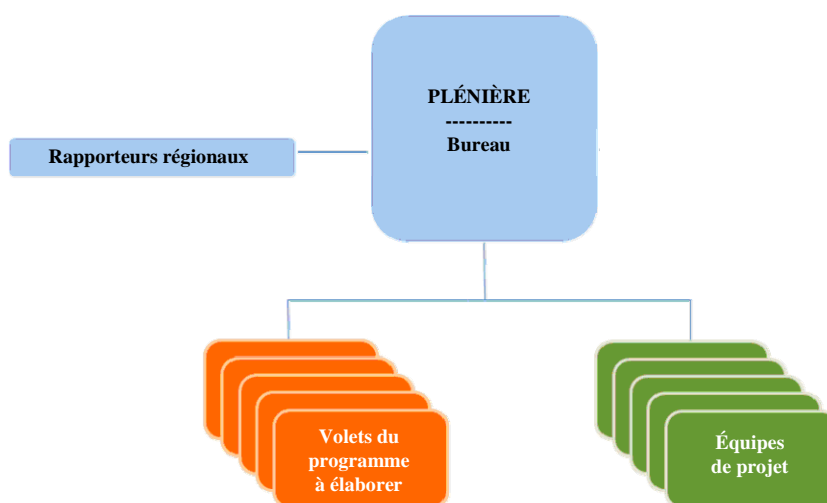 PLÉNIÈRE
----------
Bureau
Rapporteurs régionaux
Volets du
programme
à élaborer
Équipes
de projet